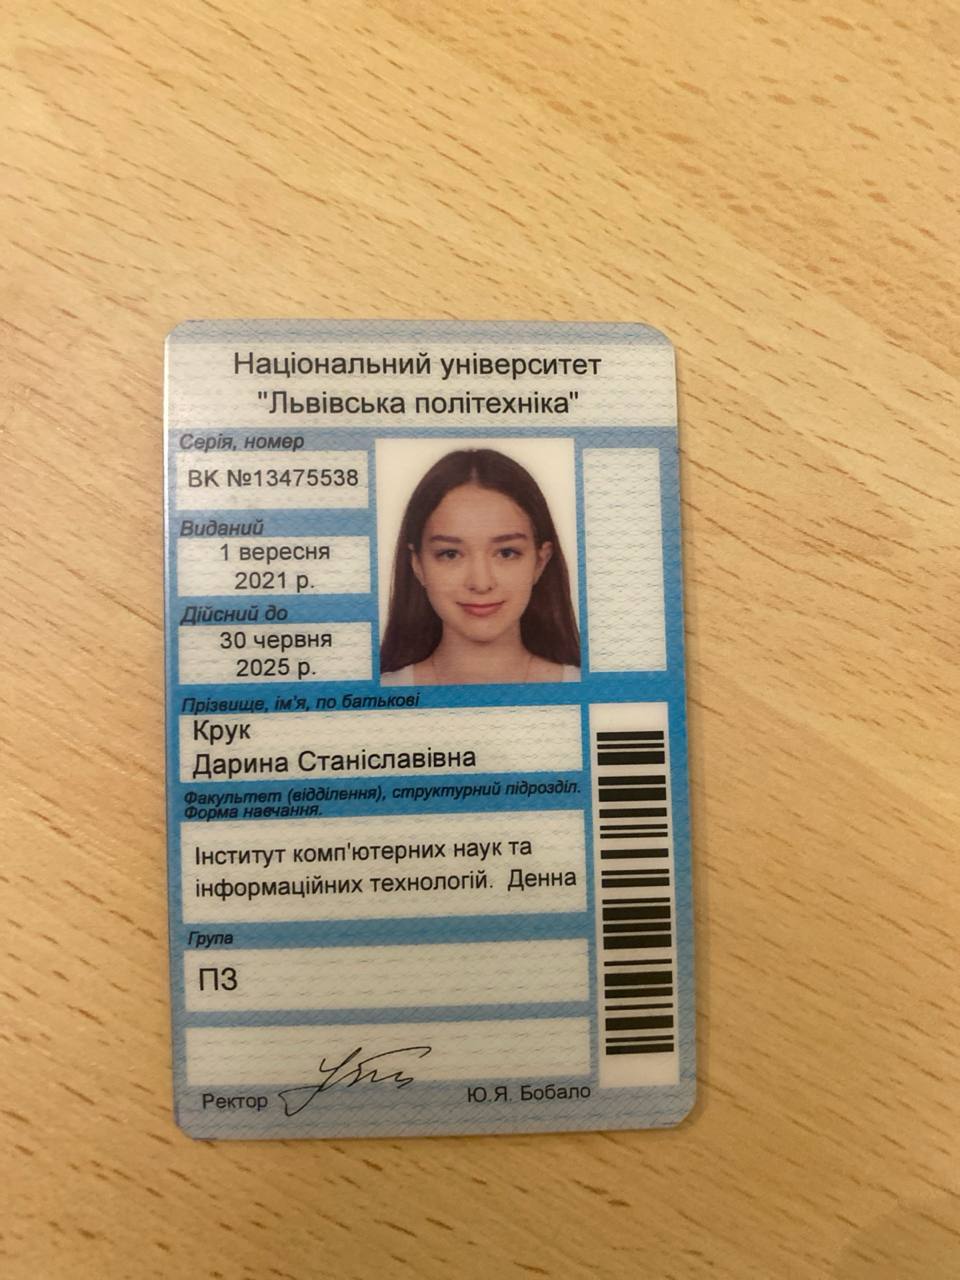 Національний університет
"Львівська політехніка"
Серія, номер
ВК №13475538
Виданий
1 вересня
2021 р.
Дійсний до
30 червня
2025 р.
Прізвище, ім'я, по батькові
Крук
Дарина Станіславівна
Факультет (відділення), структурний підрозділ.
Форма навчання.
Інститут комп'ютерних наук та
інформаційних технологій. Денна
Група
ПЗ
Ректор Ю.Я. Бобало